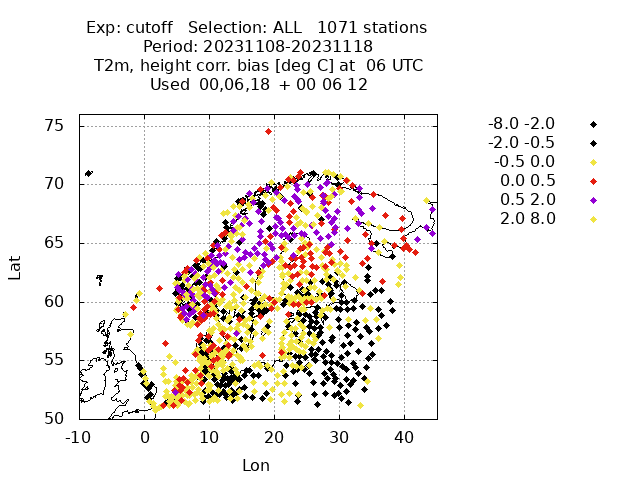 Exp: cutoff   Selection: ALL   1071 stations
Period: 20231108-20231118
T2m, height corr. bias [deg C] at  06 UTC
Used  00,06,18  + 00 06 12
75
70
65
60
55
50
-10 0 10 20 30 40
Lat
Lon
-8.0 -2.0
-2.0 -0.5
-0.5 0.0
0.0 0.5
0.5 2.0
2.0 8.0